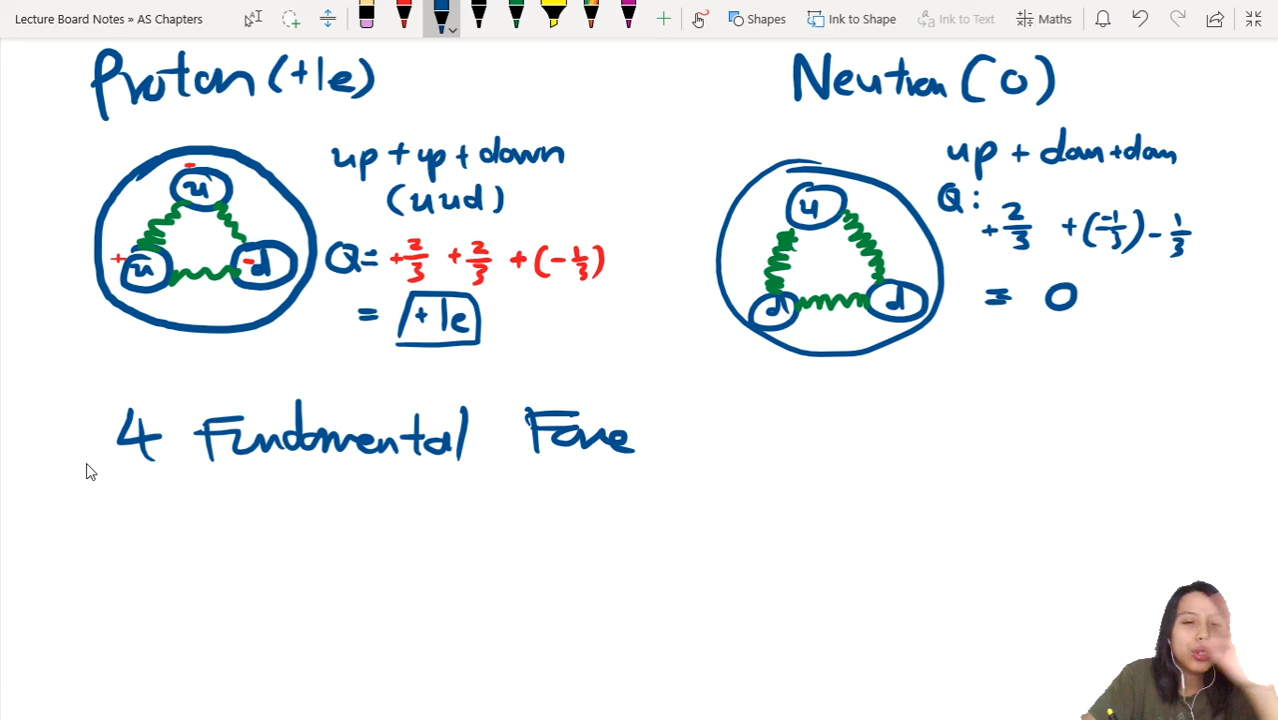 Lecture Board Notes » AS Chapters
Shapes
Ink to Shape
Ink to Text
Maths
Proton (+1e)
u
u
d
up + up + down
(uud)
Q = +2/3 +2/3 + (-1/3)
= +1e
Neutron (0)
u
d
d
up + down + down
Q: +2/3 + (-1/3) - 1/3
= 0
4 Fundamental Force